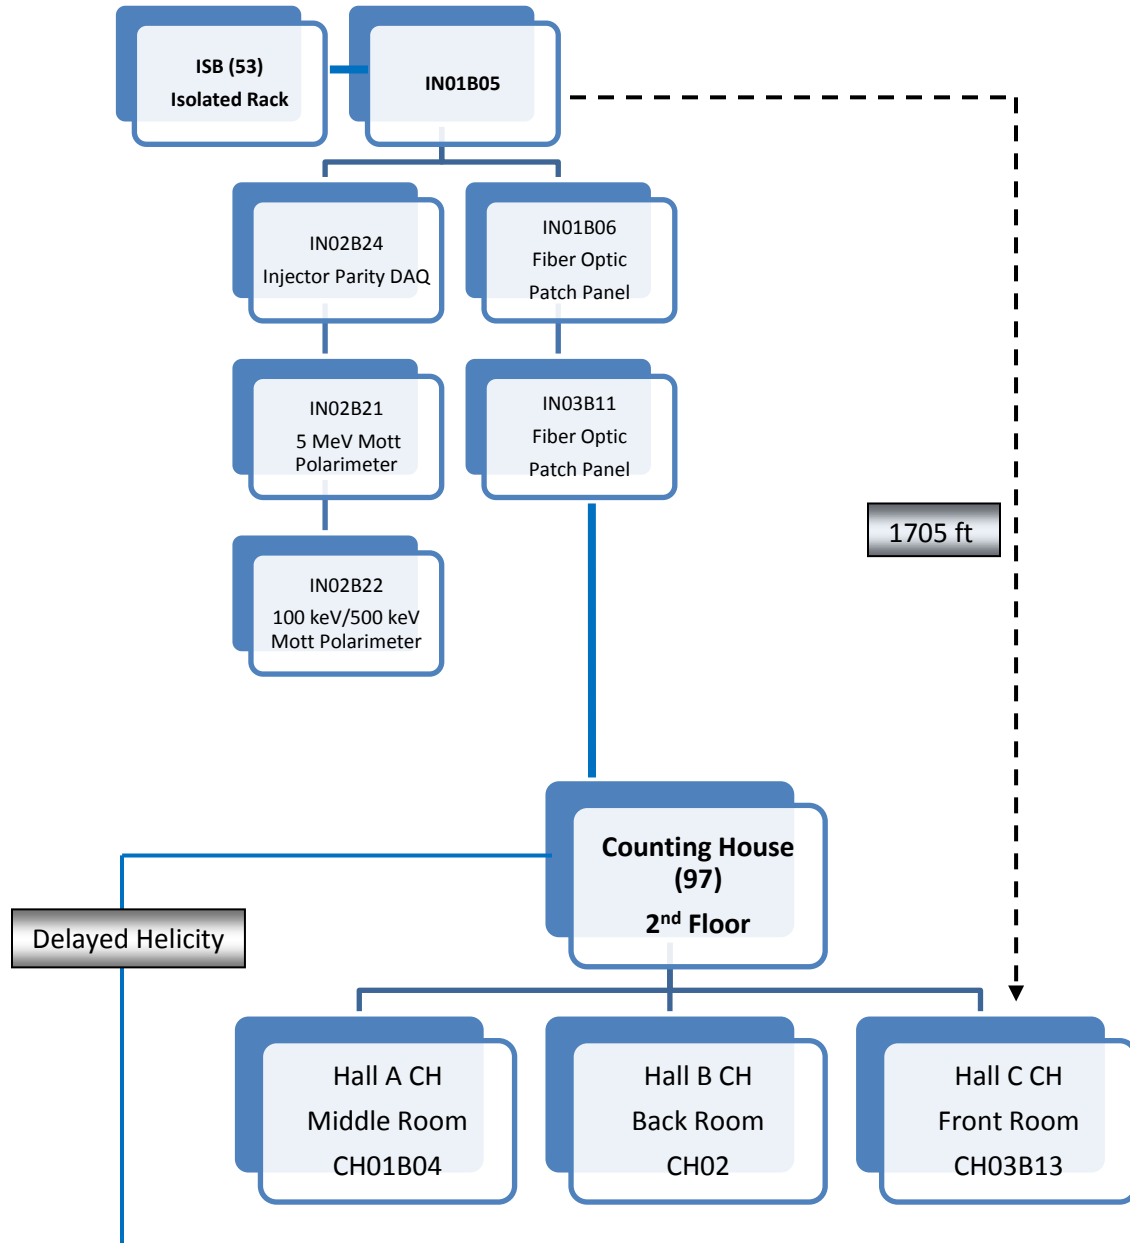 ISB (53)
Isolated Rack
IN01B05
IN02B24
Injector Parity DAQ
IN01B06
Fiber Optic
Patch Panel
IN02B21
5 MeV Mott
Polarimeter
IN03B11
Fiber Optic
Patch Panel
1705 ft
IN02B22
100 keV/500 keV
Mott Polarimeter
Counting House
(97)
2nd Floor
Delayed Helicity
Hall A CH
Middle Room
CH01B04
Hall B CH
Back Room
CH02
Hall C CH
Front Room
CH03B13